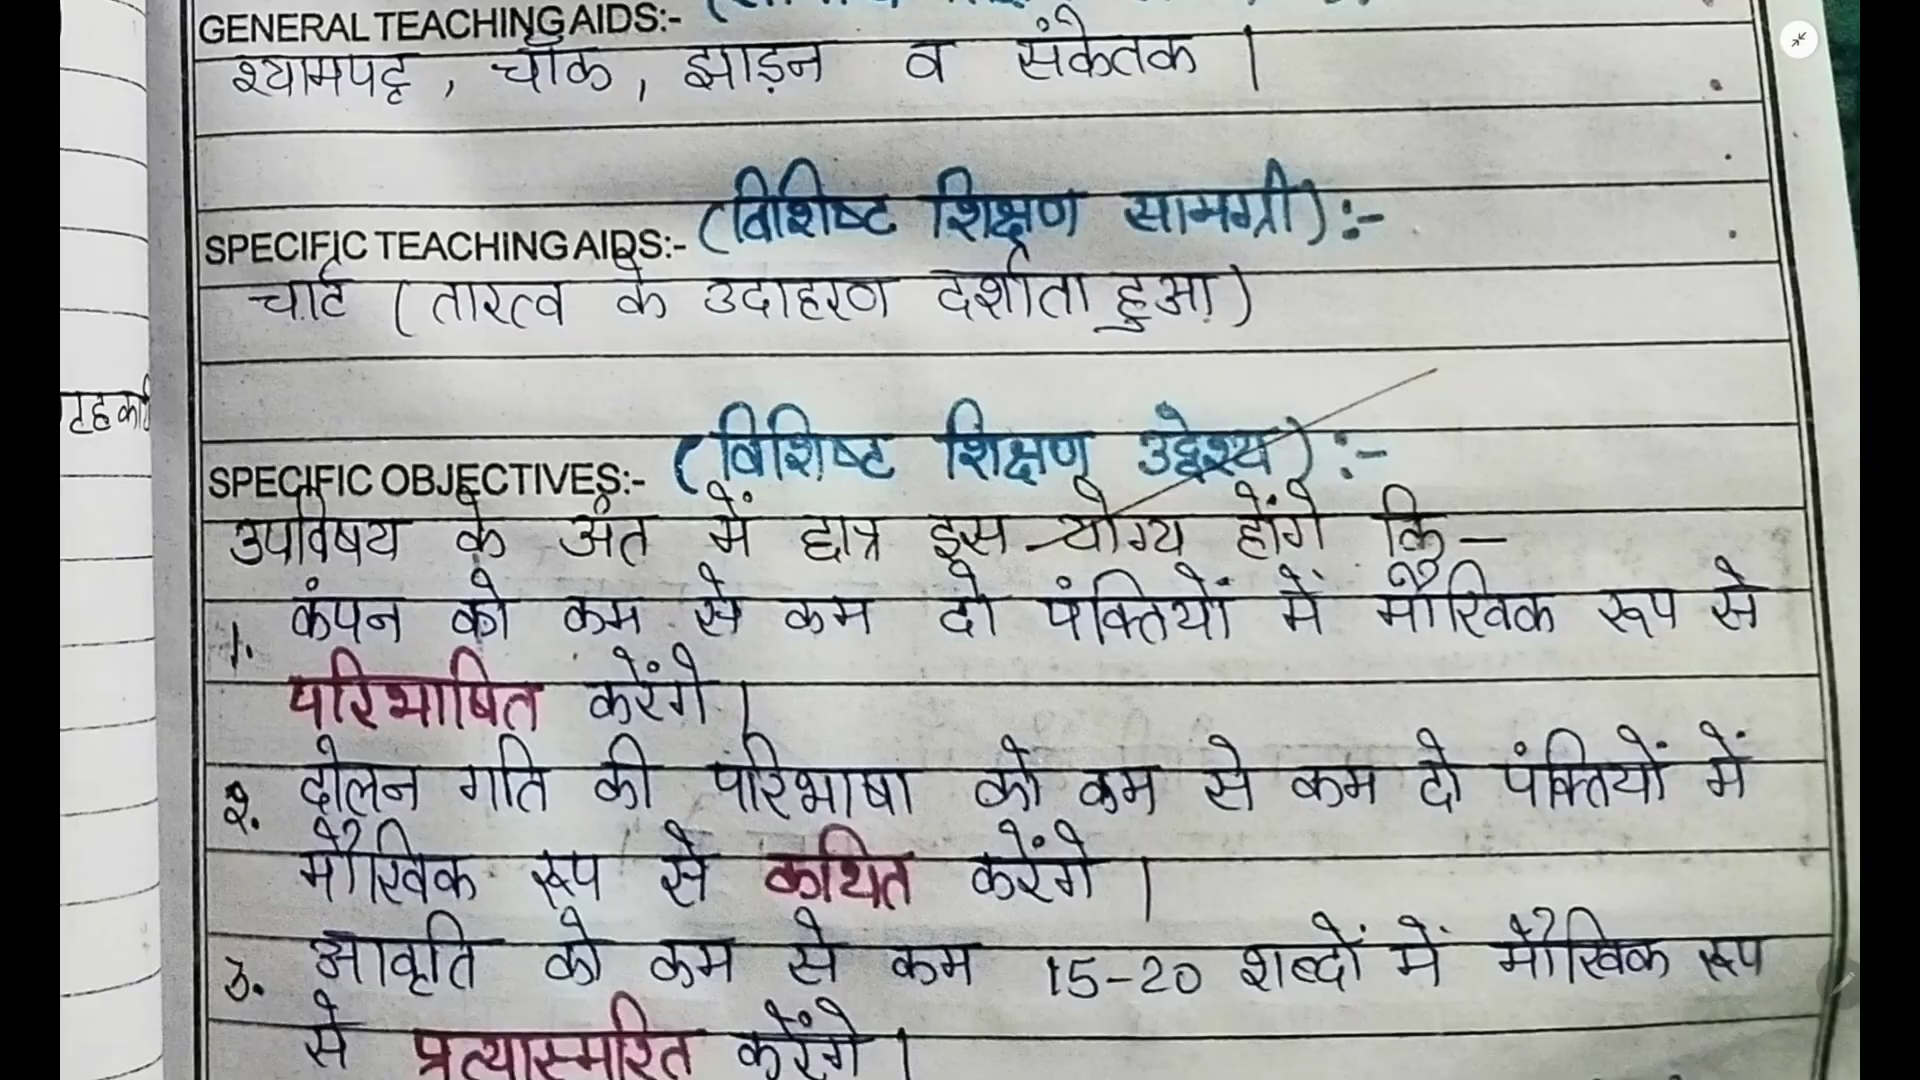 GENERAL TEACHING AIDS:-
श्यामपट्ट, चॉक, झाड़न व संकेतक।
SPECIFIC TEACHING AIDS:- (विशिष्ट शिक्षण सामग्री):-
चार्ट (तारत्व के उदाहरण दर्शाता हुआ)
SPECIFIC OBJECTIVES:- (विशिष्ट शिक्षण उद्देश्य):-
उपविषय के अंत में छात्र इस योग्य होंगे कि -
1. कंपन को कम से कम दो पंक्तियों में मौखिक रूप से
परिभाषित करेंगे।
2. दोलन गति की परिभाषा को कम से कम दो पंक्तियों में
मौखिक रूप से कथित करेंगे।
3. आवृति को कम से कम 15-20 शब्दों में मौखिक रूप
से प्रत्यास्मरित करेंगे।